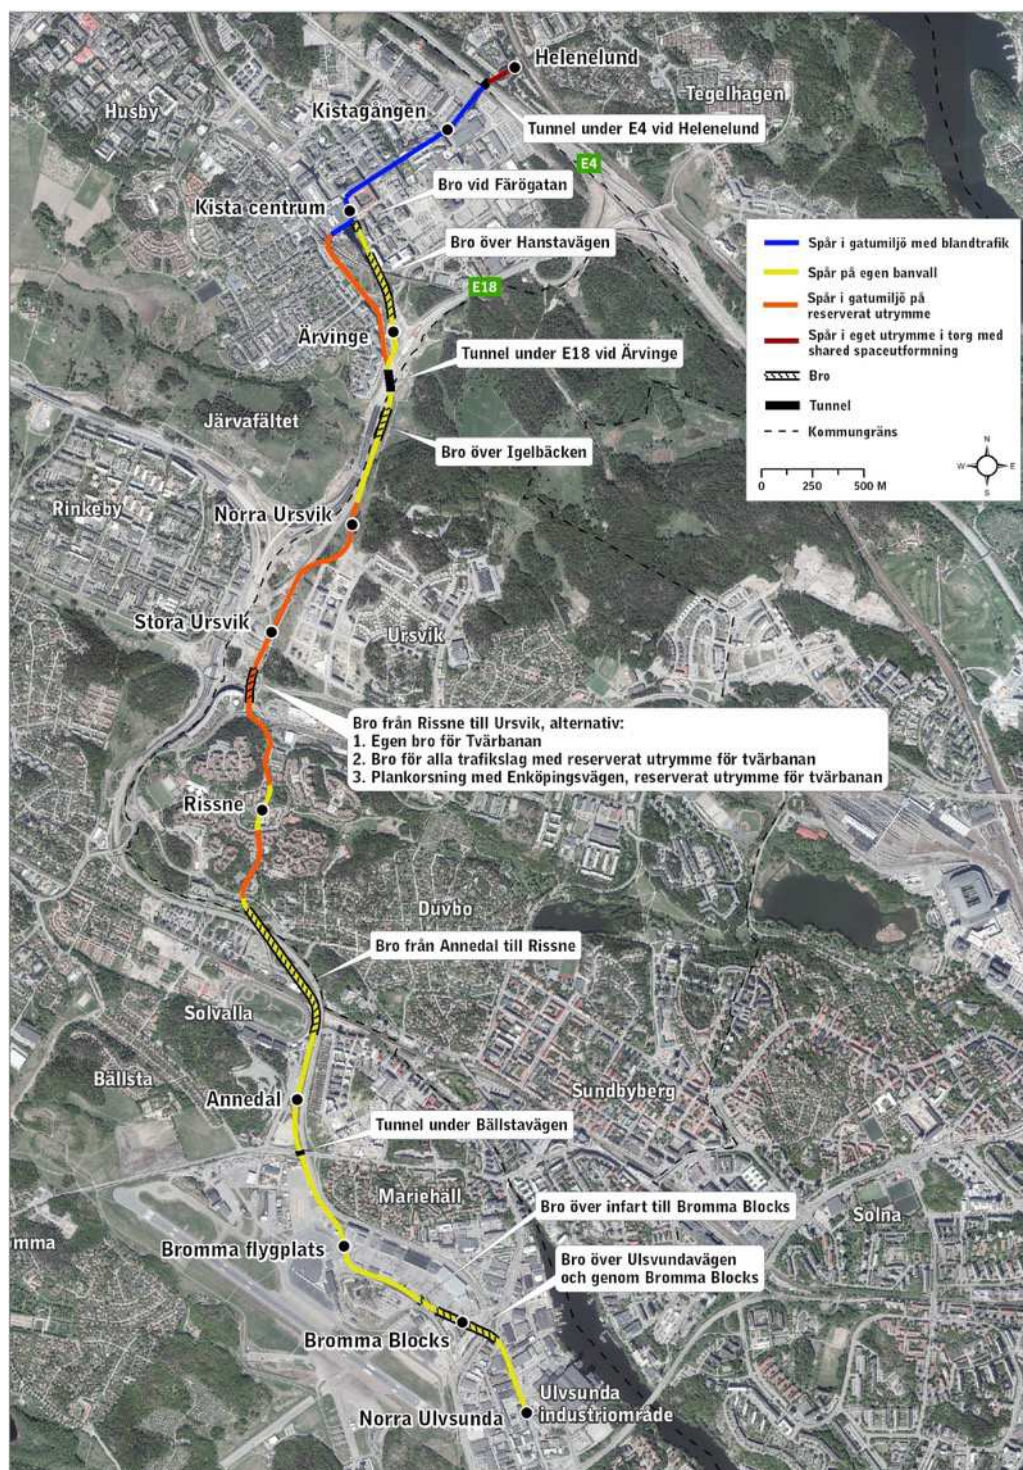 Helenelund
Husby
Tegelhagen
Kistagången
Tunnel under E4 vid Helenelund
E4
Bro vid Färögatan
Kista centrum
Bro över Hanstavägen
E18
Ärvinge
Tunnel under E18 vid Ärvinge
Spår i gatumiljö med blandtrafik
Spår på egen banvall
Spår i gatumiljö på
reserverat utrymme
Spår i eget utrymme i torg med
shared spaceutformning
Bro
Tunnel
Kommungräns
N
W
E
S
0 250 500 M
Järvafältet
Bro över Igelbäcken
Rinkeby
Norra Ursvik
Stora Ursvik
Ursvik
Bro från Rissne till Ursvik, alternativ:
1. Egen bro för Tvärbanan
2. Bro för alla trafikslag med reserverat utrymme för tvärbanan
3. Plankorsning med Enköpingsvägen, reserverat utrymme för tvärbanan
Rissne
Duvbo
Bro från Annedal till Rissne
Solvalla
Bällsta
Annedal
Sundbyberg
Tunnel under Bällstavägen
Mariehäll
Bro över infart till Bromma Blocks
Solna
mma
Bromma flygplats
Bro över Ulsvundavägen
och genom Bromma Blocks
Bromma Blocks
Norra Ulvsunda
Ulvsunda
industriområde